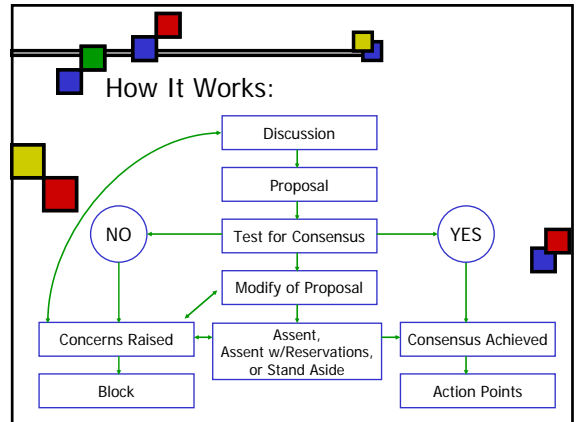 How It Works:
Discussion
Proposal
NO
Test for Consensus
YES
Modify of Proposal
Concerns Raised
Assent,
Assent w/Reservations,
or Stand Aside
Consensus Achieved
Block
Action Points